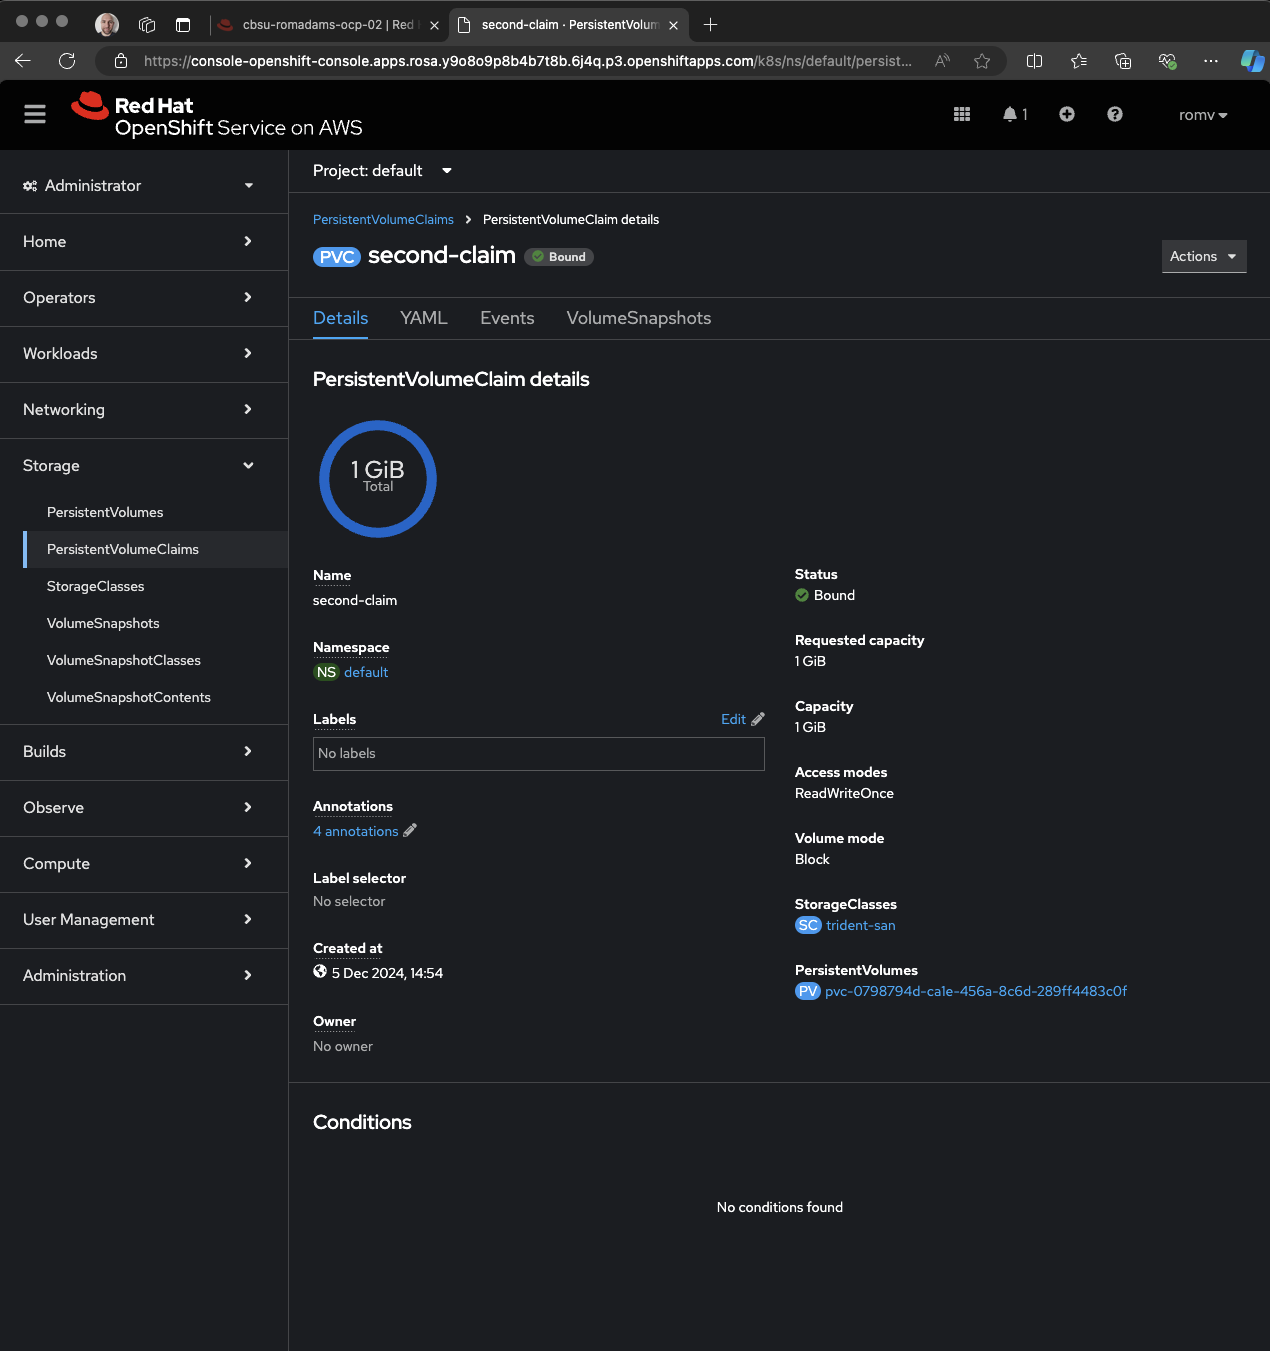 cbsu-romadams-ocp-02 | Red
second-claim · PersistentVolum
https://console-openshift-console.apps.rosa.y9o8o9p8b4b7t8b.6j4q.p3.openshiftapps.com/k8s/ns/default/persist...
Red Hat
OpenShift Service on AWS
1
romv
Administrator
Home
Operators
Workloads
Networking
Storage
PersistentVolumes
PersistentVolumeClaims
StorageClasses
VolumeSnapshots
VolumeSnapshotClasses
VolumeSnapshotContents
Builds
Observe
Compute
User Management
Administration
Project: default
PersistentVolumeClaims > PersistentVolumeClaim details
PVC second-claim Bound
Actions
Details YAML Events VolumeSnapshots
PersistentVolumeClaim details
1 GiB
Total
Name
second-claim
Namespace
NS default
Labels Edit
No labels
Annotations
4 annotations
Label selector
No selector
Created at
5 Dec 2024, 14:54
Owner
No owner
Status
Bound
Requested capacity
1 GiB
Capacity
1 GiB
Access modes
ReadWriteOnce
Volume mode
Block
StorageClasses
SC trident-san
PersistentVolumes
PV pvc-0798794d-ca1e-456a-8c6d-289ff4483c0f
Conditions
No conditions found